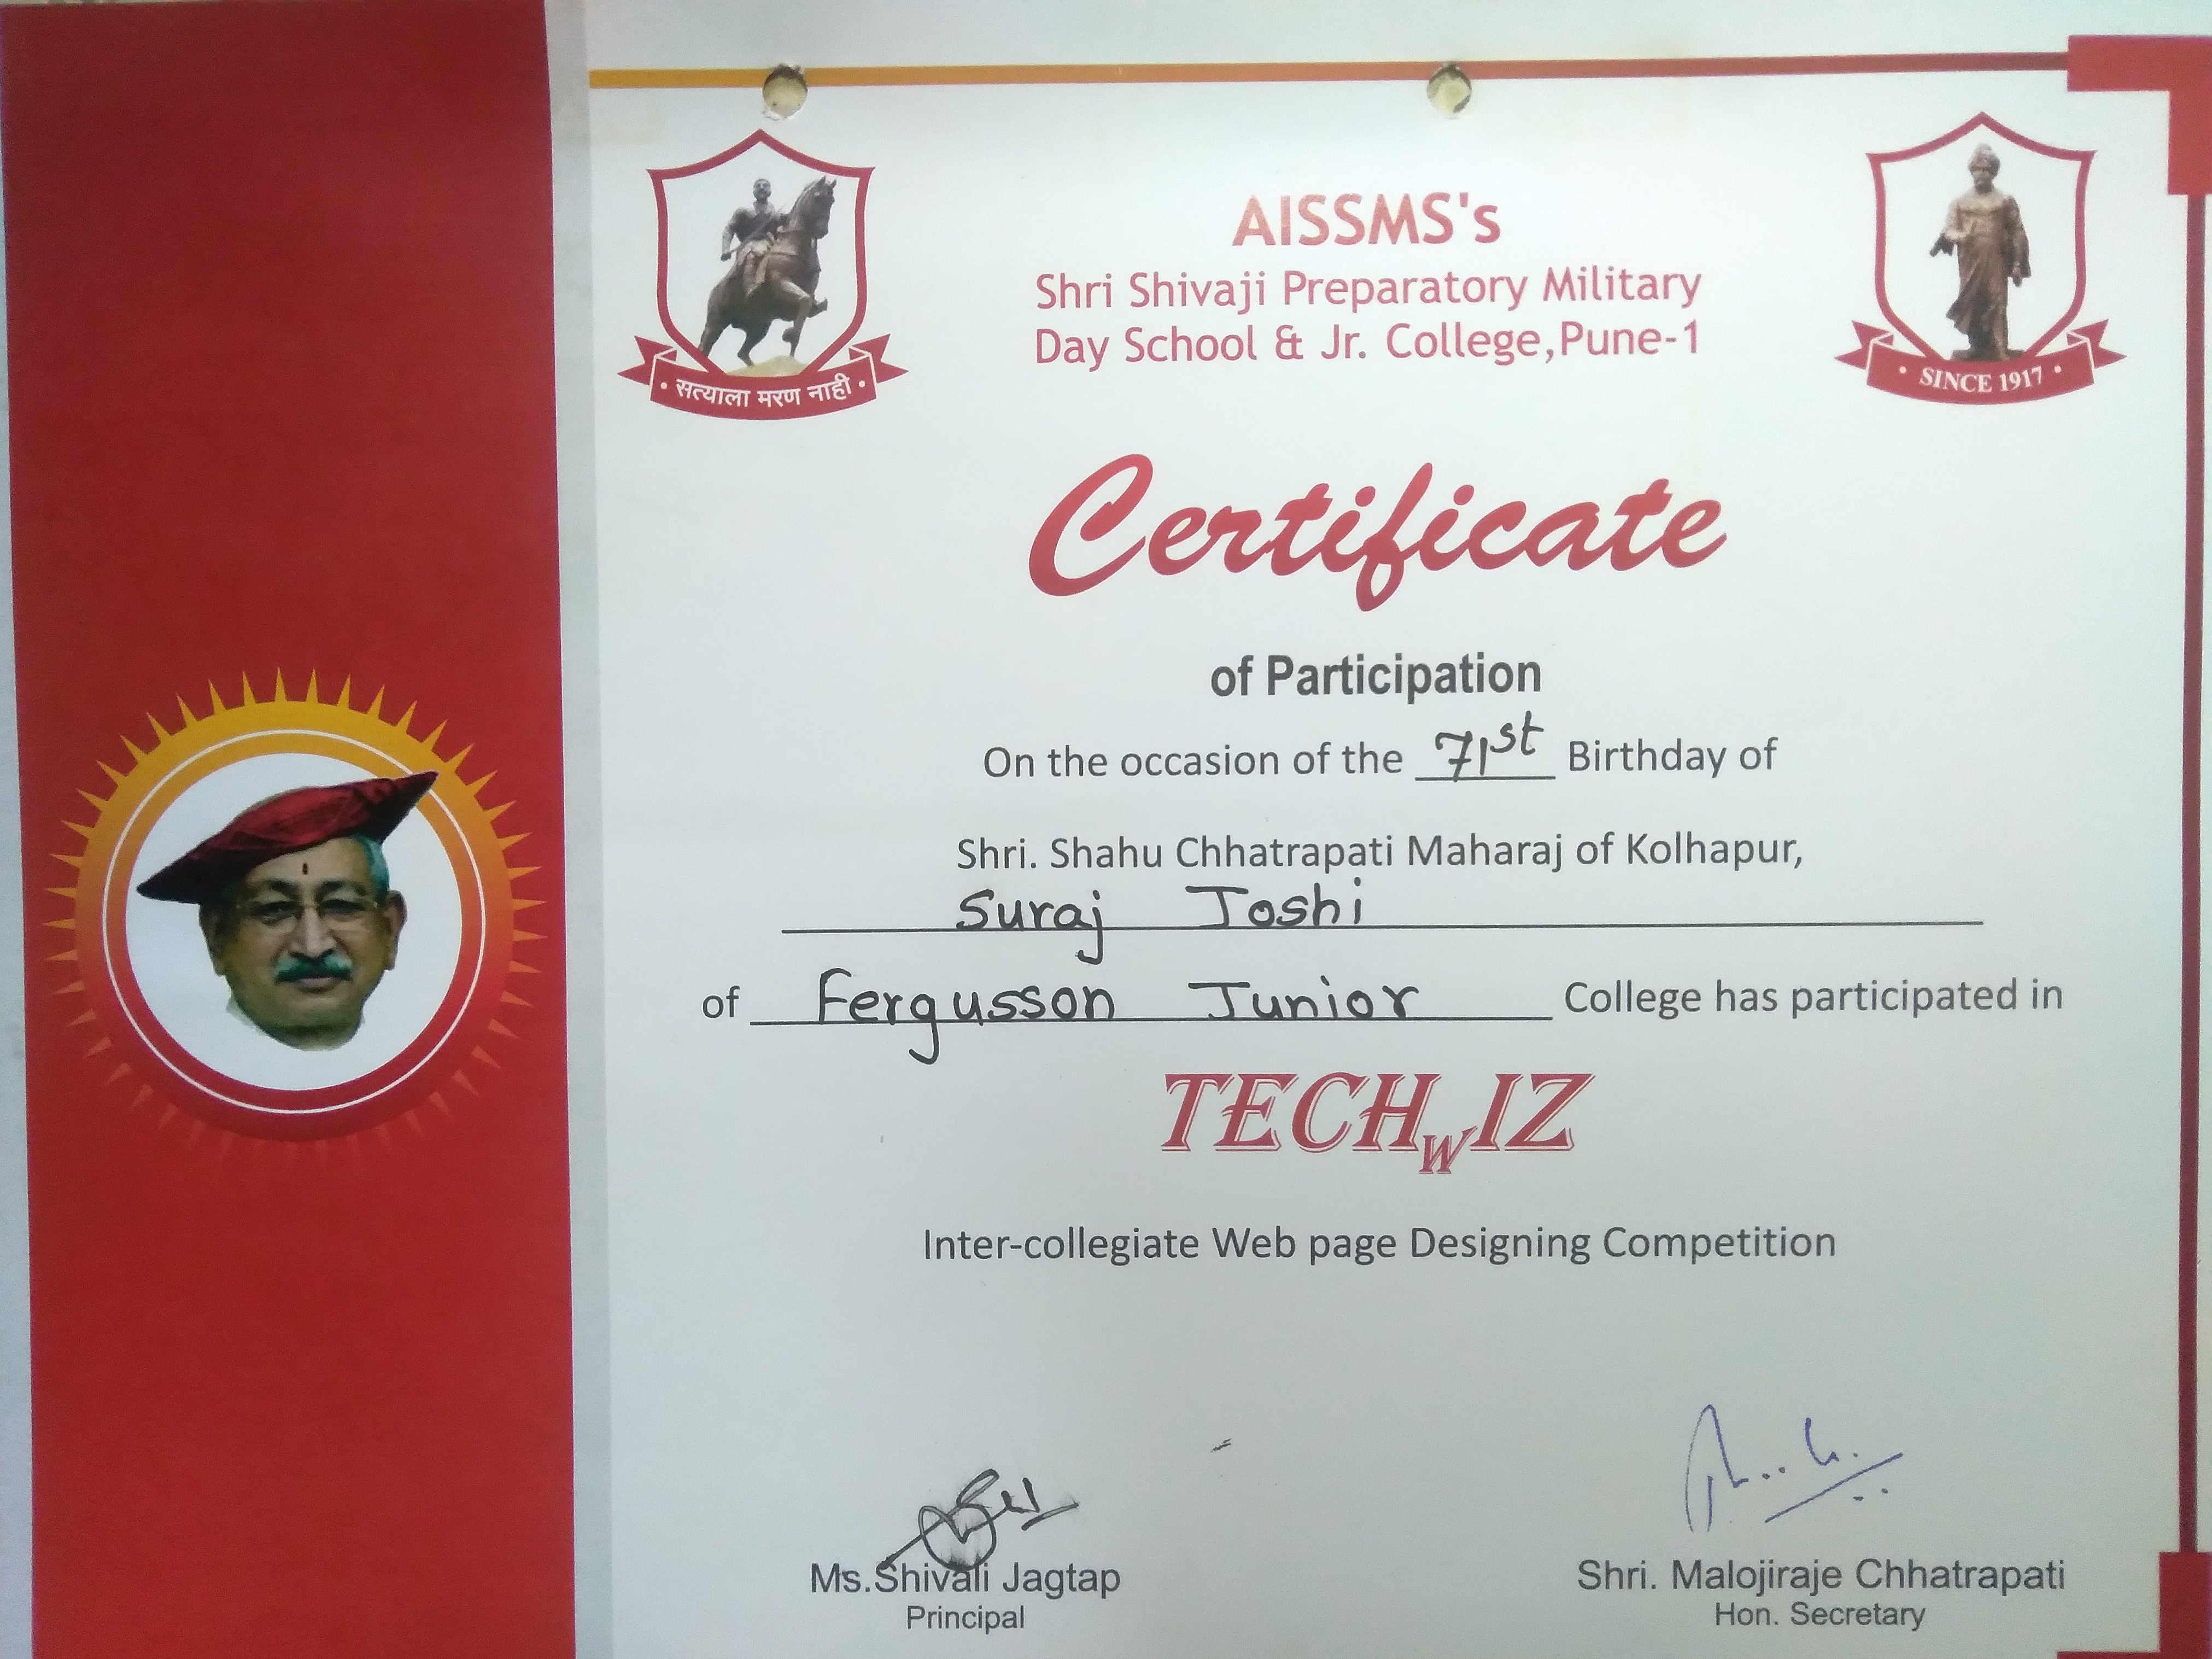 AISSMS's
Shri Shivaji Preparatory Military
Day School & Jr. College,Pune-1
• सत्याला मरण नाही •
• SINCE 1917 •
Certificate
of Participation
On the occasion of the 71st Birthday of
Shri. Shahu Chhatrapati Maharaj of Kolhapur,
Suraj Joshi
of Fergusson Junior College has participated in
TECHwIZ
Inter-collegiate Web page Designing Competition
Ms.Shivali Jagtap
Principal
Shri. Malojiraje Chhatrapati
Hon. Secretary